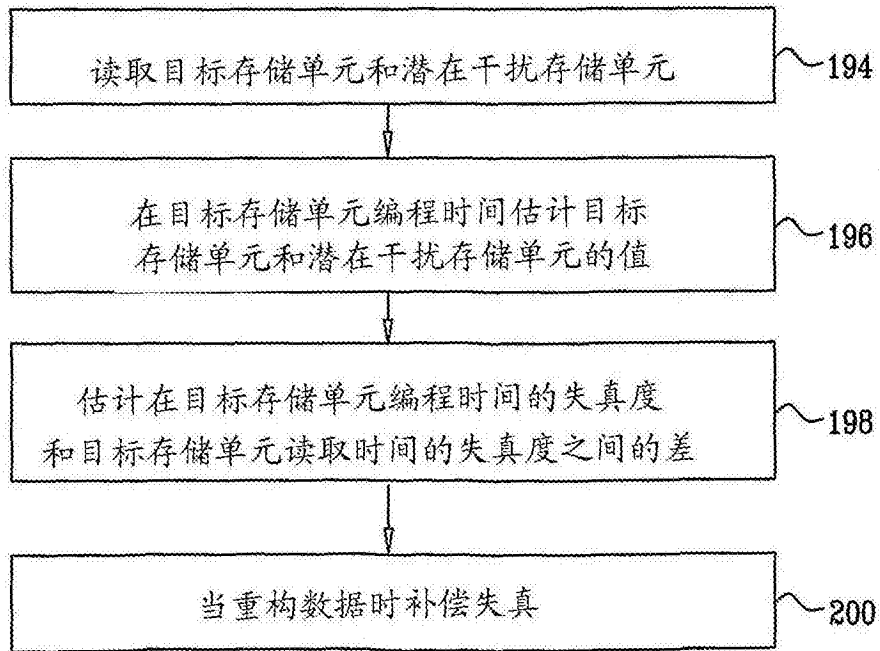 读取目标存储单元和潜在干扰存储单元
194
在目标存储单元编程时间估计目标
存储单元和潜在干扰存储单元的值
196
估计在目标存储单元编程时间的失真度
和目标存储单元读取时间的失真度之间的差
198
当重构数据时补偿失真
200